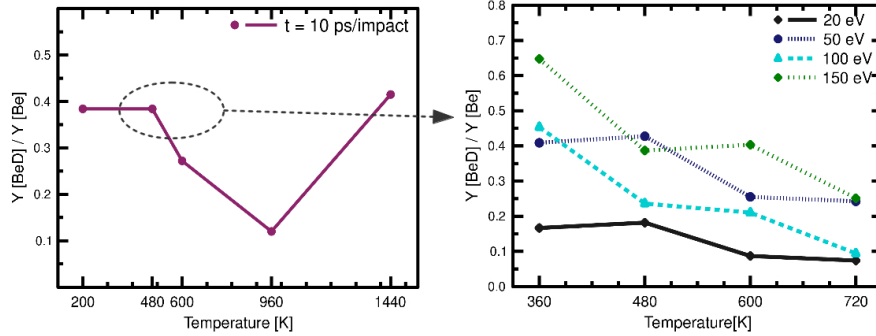 t = 10 ps/impact
Y [BeD] / Y [Be]
0.5
0.4
0.3
0.2
0.1
200 480 600 960 1440
Temperature [K]
20 eV
50 eV
100 eV
150 eV
Y [BeD] / Y [Be]
0.8
0.7
0.6
0.5
0.4
0.3
0.2
0.1
0.0
360 480 600 720
Temperature[K]